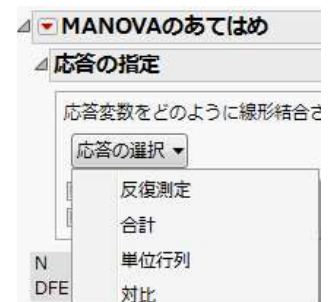 MANOVAのあてはめ
応答の指定
応答変数をどのように線形結合さ
応答の選択
反復測定
合計
単位行列
対比
N
DFE